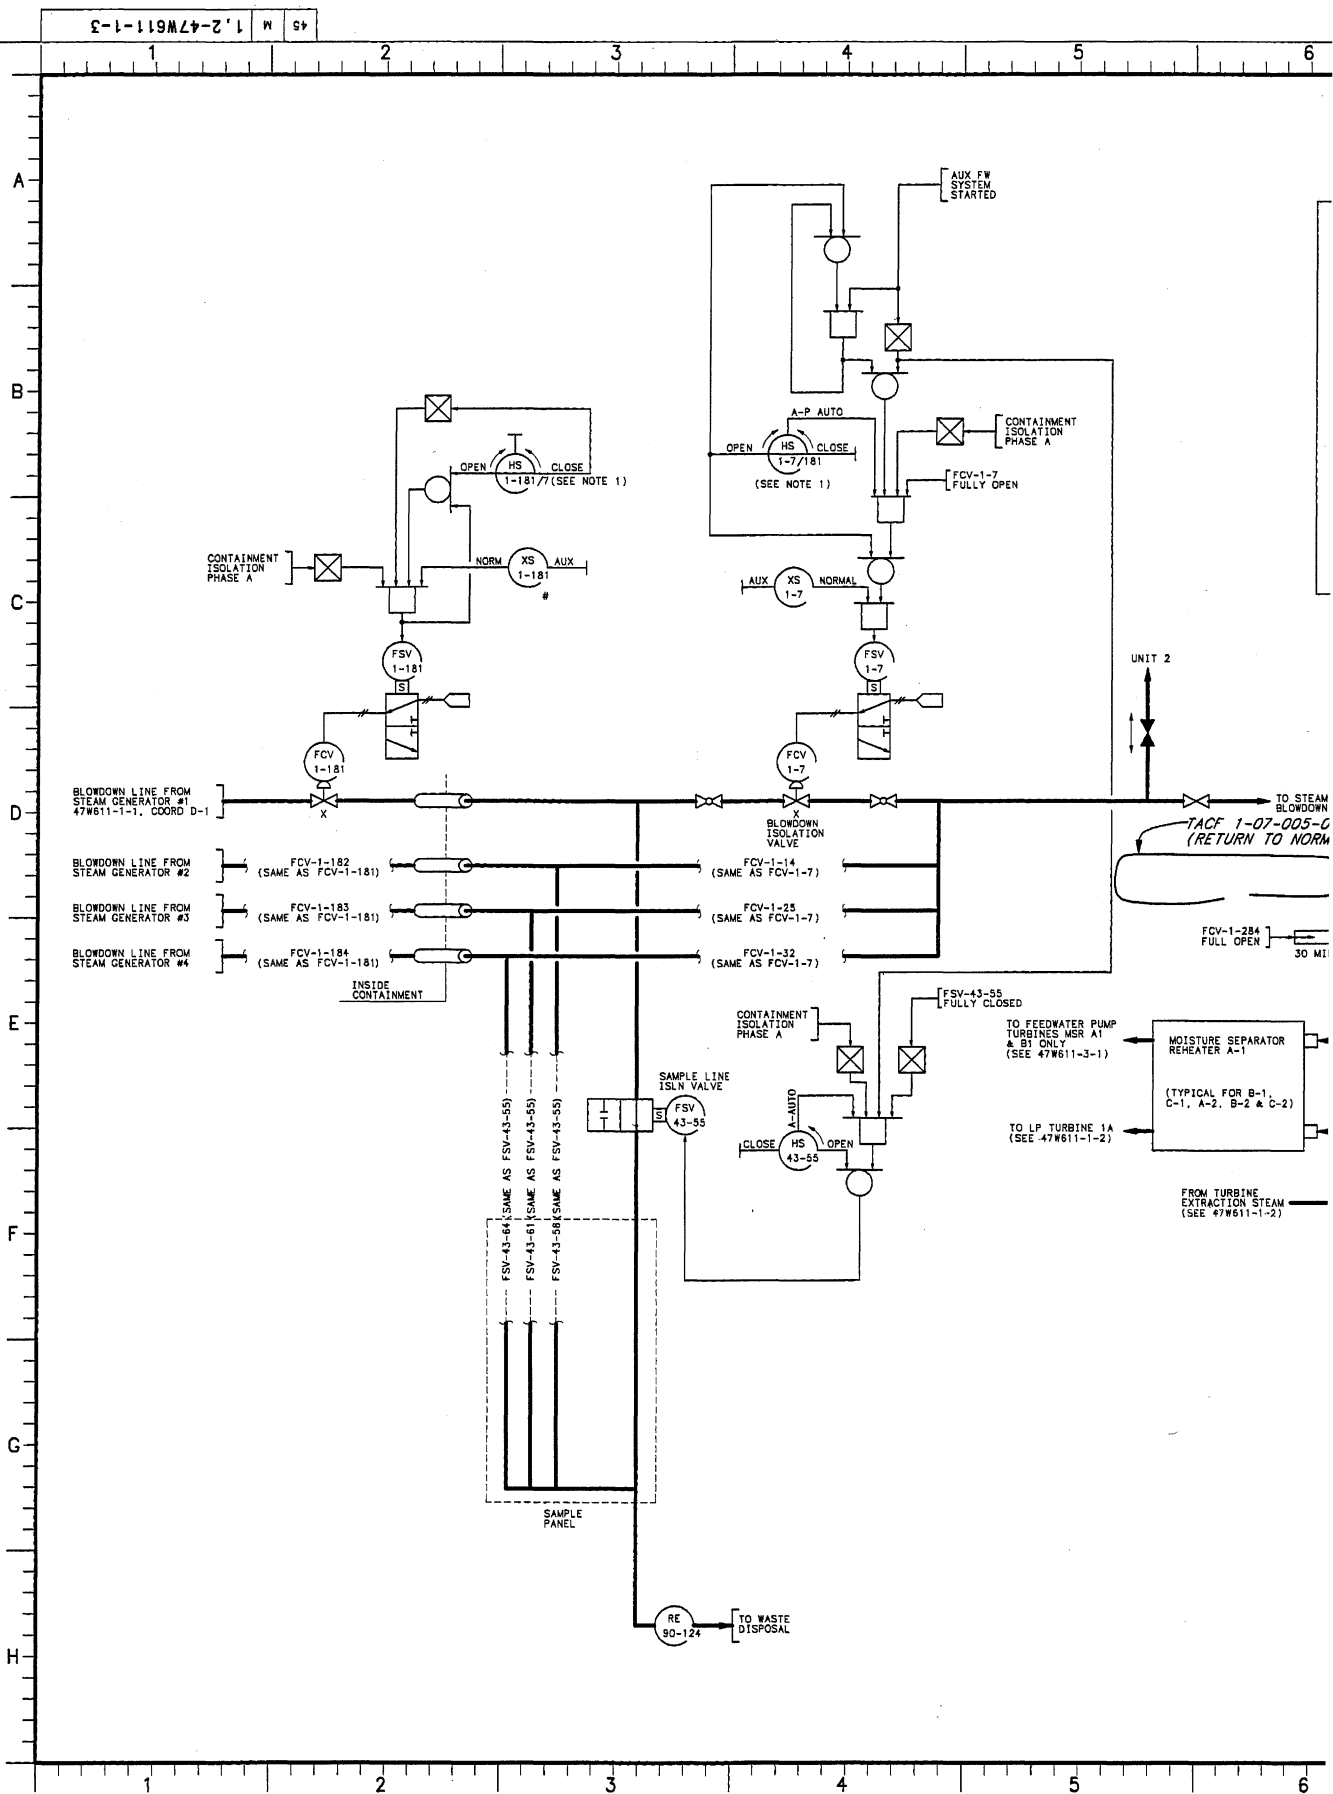 1,2-47W611-1-3 M 45
1 2 3 4 5 6
A
AUX FW
SYSTEM
STARTED
B
A-P AUTO
OPEN HS CLOSE
1-7/181
(SEE NOTE 1)
CONTAINMENT
ISOLATION
PHASE A
FCV-1-7
FULLY OPEN
OPEN HS CLOSE
1-181/7(SEE NOTE 1)
CONTAINMENT
ISOLATION
PHASE A
NORM XS AUX
1-181
#
AUX XS NORMAL
1-7
C
FSV
1-181
S
FSV
1-7
S
UNIT 2
FCV
1-181
FCV
1-7
BLOWDOWN LINE FROM
STEAM GENERATOR #1
47W611-1-1, COORD D-1
X
X
BLOWDOWN
ISOLATION
VALVE
TO STEAM
BLOWDOWN
D
TACF 1-07-005-0
(RETURN TO NORM
BLOWDOWN LINE FROM
STEAM GENERATOR #2
FCV-1-182
(SAME AS FCV-1-181)
FCV-1-14
(SAME AS FCV-1-7)
BLOWDOWN LINE FROM
STEAM GENERATOR #3
FCV-1-183
(SAME AS FCV-1-181)
FCV-1-25
(SAME AS FCV-1-7)
BLOWDOWN LINE FROM
STEAM GENERATOR #4
FCV-1-184
(SAME AS FCV-1-181)
FCV-1-32
(SAME AS FCV-1-7)
FCV-1-284
FULL OPEN
30 MI
INSIDE
CONTAINMENT
E
CONTAINMENT
ISOLATION
PHASE A
FSV-43-55
FULLY CLOSED
TO FEEDWATER PUMP
TURBINES MSR A1
& B1 ONLY
(SEE 47W611-3-1)
MOISTURE SEPARATOR
REHEATER A-1
(TYPICAL FOR B-1,
C-1, A-2, B-2 & C-2)
SAMPLE LINE
ISLN VALVE
S
FSV
43-55
A-AUTO
CLOSE HS OPEN
43-55
TO LP TURBINE 1A
(SEE 47W611-1-2)
FROM TURBINE
EXTRACTION STEAM
(SEE 47W611-1-2)
F
FSV-43-64 (SAME AS FSV-43-55)
FSV-43-61 (SAME AS FSV-43-55)
FSV-43-58 (SAME AS FSV-43-55)
G
SAMPLE
PANEL
RE
90-124
TO WASTE
DISPOSAL
H
1 2 3 4 5 6